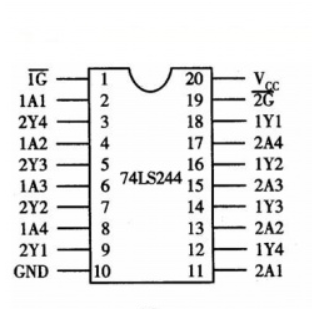 1G 1 20 VCC
1A1 2 19 2G
2Y4 3 18 1Y1
1A2 4 17 2A4
2Y3 5 16 1Y2
74LS244
1A3 6 15 2A3
2Y2 7 14 1Y3
1A4 8 13 2A2
2Y1 9 12 1Y4
GND 10 11 2A1